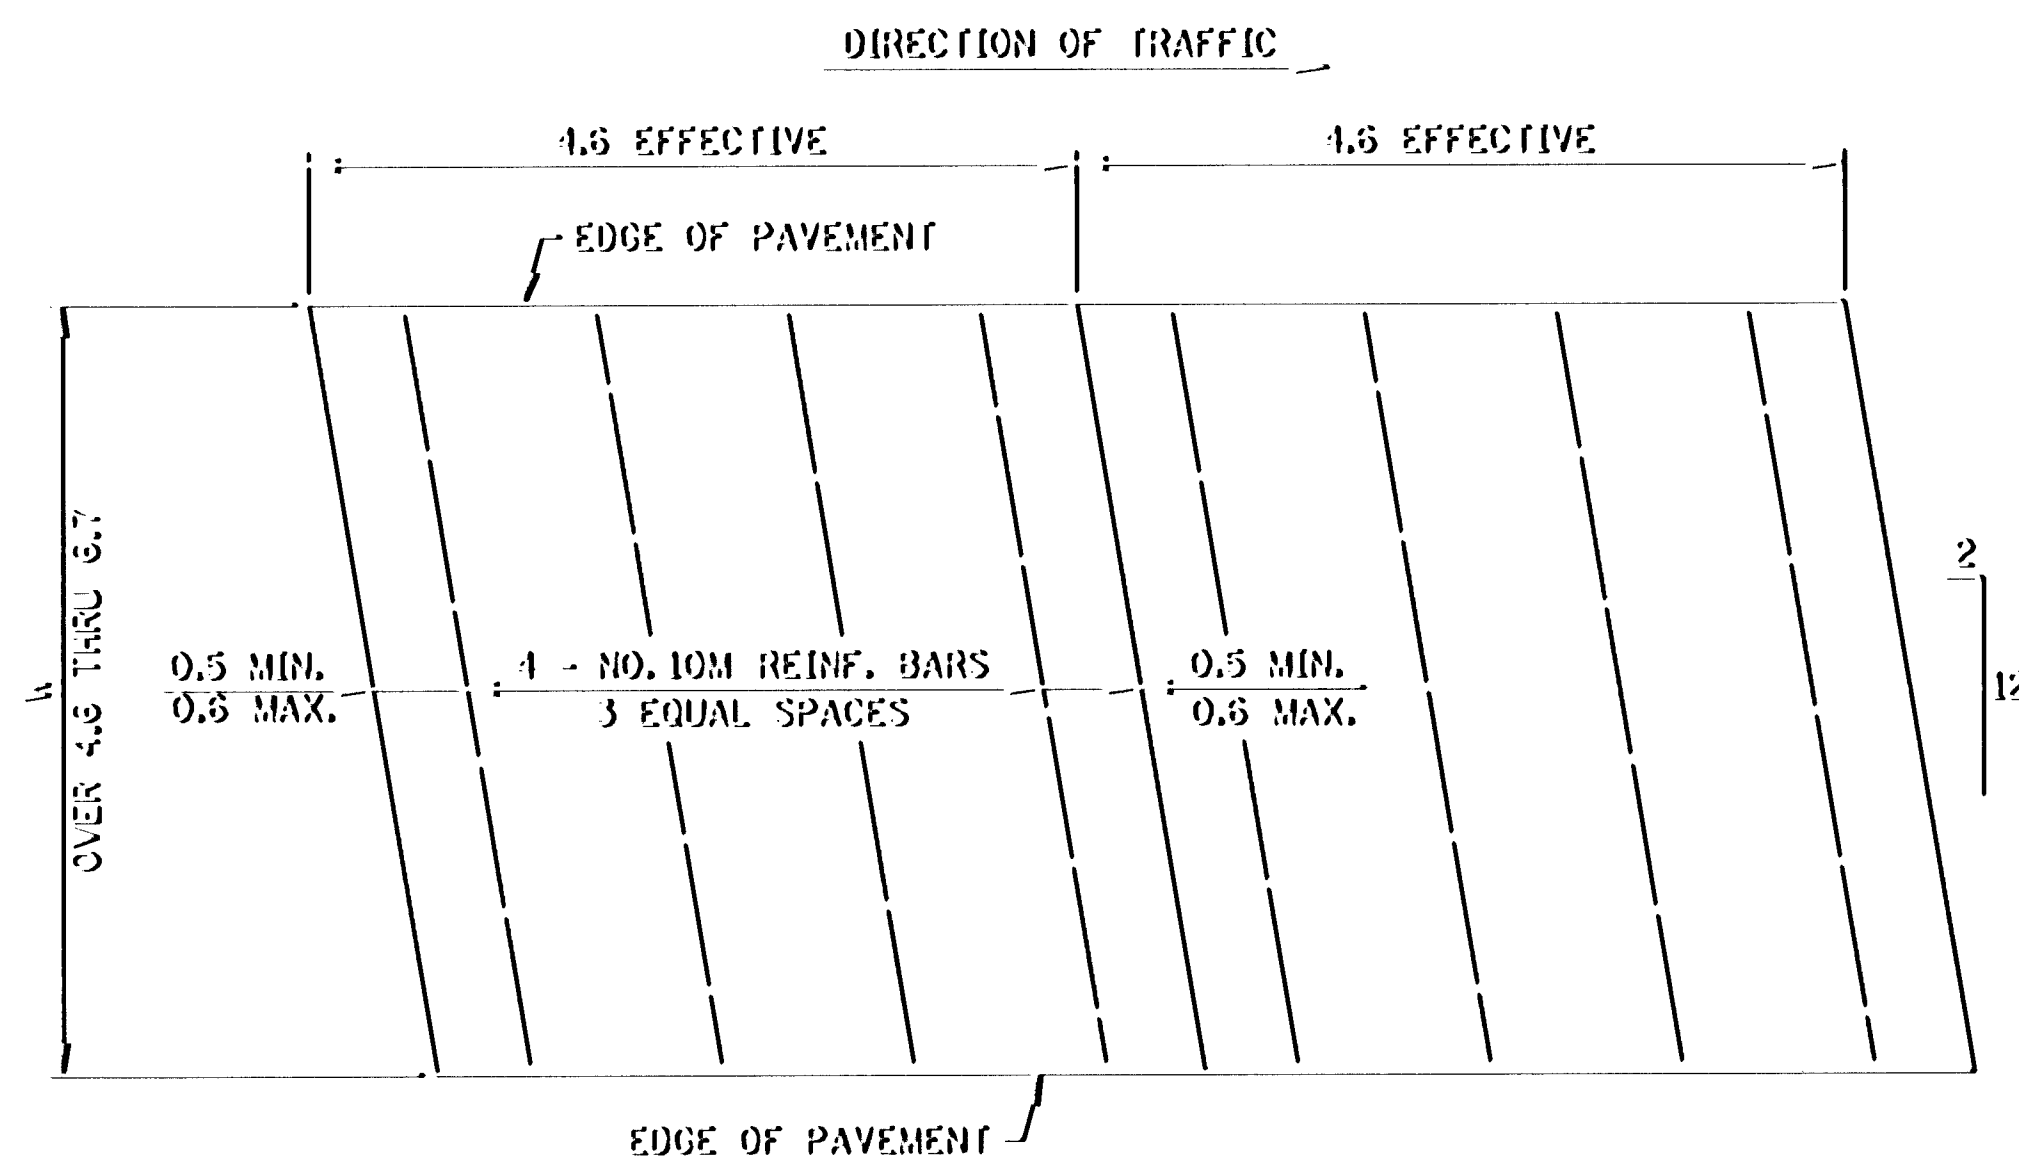 DIRECTION OF TRAFFIC
4.6 EFFECTIVE
4.6 EFFECTIVE
EDGE OF PAVEMENT
OVER 4.6 THRU 6.7
2
12
0.5 MIN.
0.6 MAX.
4 - NO. 10M REINF. BARS
3 EQUAL SPACES
0.5 MIN.
0.6 MAX.
EDGE OF PAVEMENT